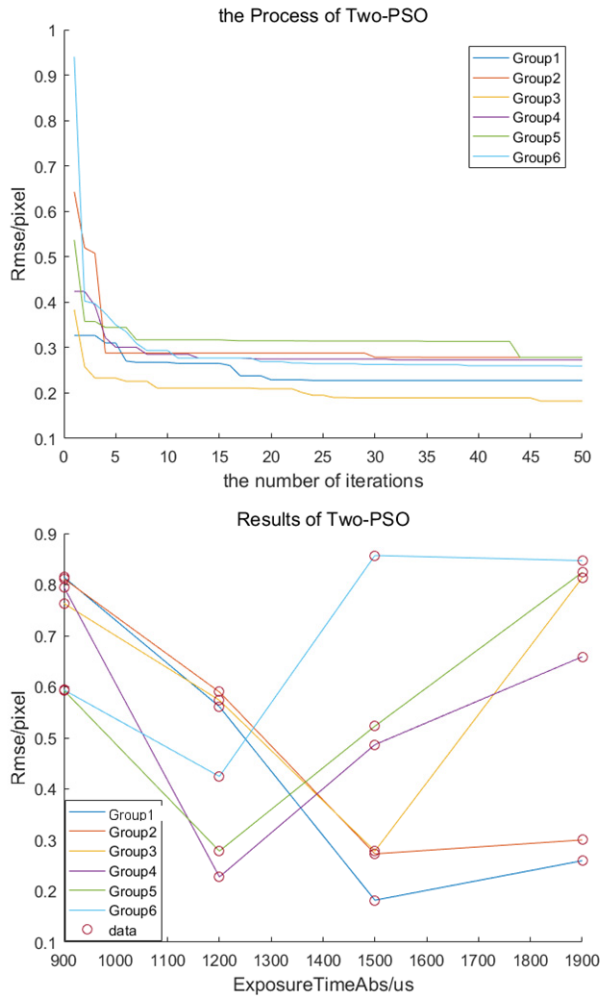 the Process of Two-PSO
1
0.9
0.8
0.7
0.6
0.5
0.4
0.3
0.2
0.1
Rmse/pixel
Group1
Group2
Group3
Group4
Group5
Group6
0 5 10 15 20 25 30 35 40 45 50
the number of iterations
Results of Two-PSO
0.9
0.8
0.7
0.6
0.5
0.4
0.3
0.2
0.1
Rmse/pixel
Group1
Group2
Group3
Group4
Group5
Group6
data
900 1000 1100 1200 1300 1400 1500 1600 1700 1800 1900
ExposureTimeAbs/us